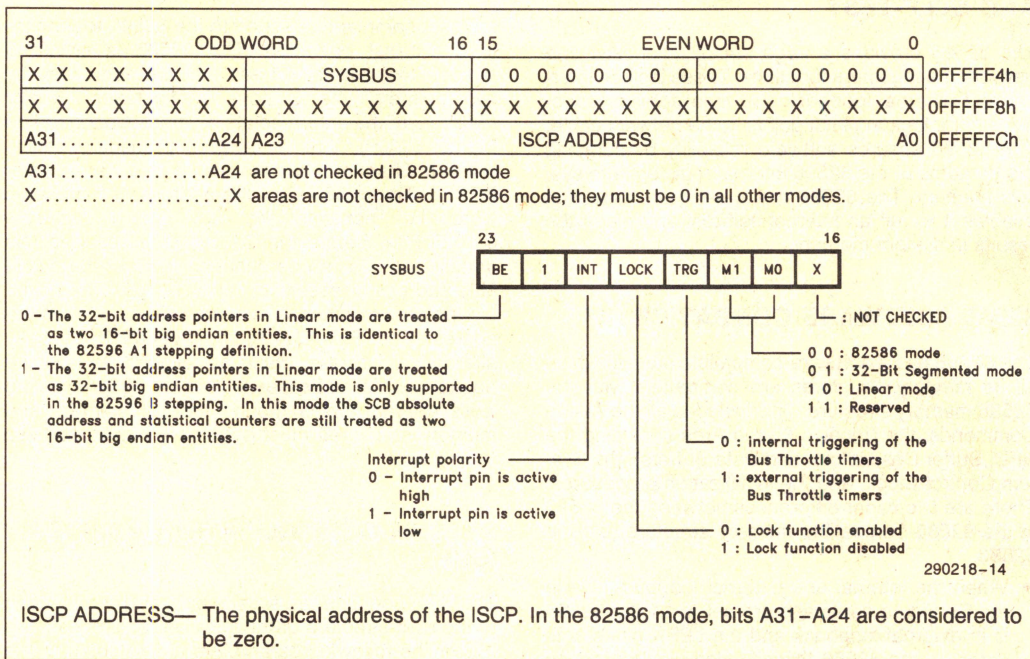 31 ODD WORD 16 15 EVEN WORD 0
X X X X X X X X SYSBUS 0 0 0 0 0 0 0 0 0 0 0 0 0 0 0 0 0FFFFF4h
X X X X X X X X X X X X X X X X X X X X X X X X X X X X X X X X 0FFFFF8h
A31................A24 A23 ISCP ADDRESS A0 0FFFFFCh
A31................A24 are not checked in 82586 mode
X ....................X areas are not checked in 82586 mode; they must be 0 in all other modes.
23 16
SYSBUS BE 1 INT LOCK TRG M1 M0 X
0 – The 32-bit address pointers in Linear mode are treated
as two 16-bit big endian entities. This is identical to
the 82596 A1 stepping definition.
1 – The 32-bit address pointers in Linear mode are treated
as 32-bit big endian entities. This mode is only supported
in the 82596 B stepping. In this mode the SCB absolute
address and statistical counters are still treated as two
16-bit big endian entities.
Interrupt polarity
0 – Interrupt pin is active
high
1 – Interrupt pin is active
low
: NOT CHECKED
0 0 : 82586 mode
0 1 : 32-Bit Segmented mode
1 0 : Linear mode
1 1 : Reserved
0 : internal triggering of the
Bus Throttle timers
1 : external triggering of the
Bus Throttle timers
0 : Lock function enabled
1 : Lock function disabled
290218–14
ISCP ADDRESS— The physical address of the ISCP. In the 82586 mode, bits A31–A24 are considered to
be zero.